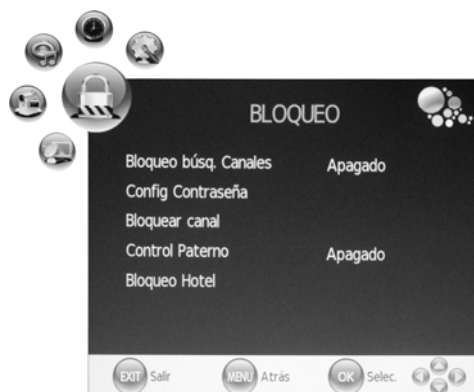 BLOQUEO
Bloqueo búsq. Canales Apagado
Config Contraseña
Bloquear canal
Control Paterno Apagado
Bloqueo Hotel
EXIT Salir MENU Atrás OK Selec.